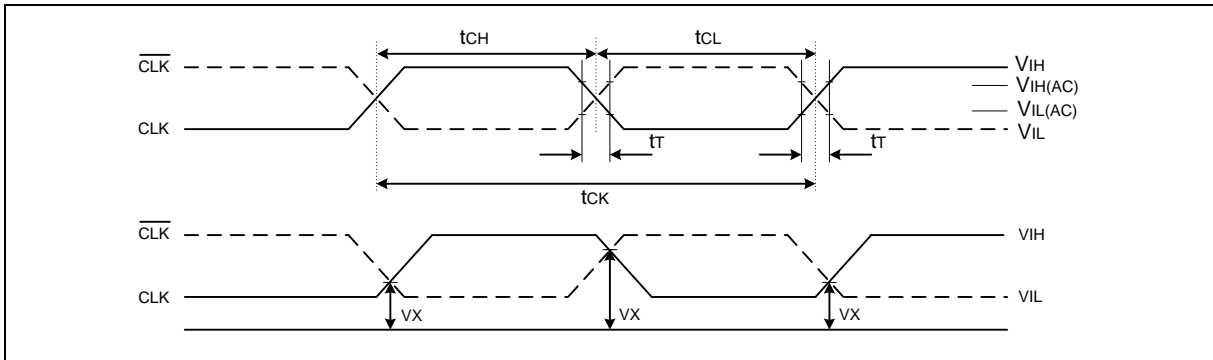 tCH tCL
CLK VIH
VIH(AC)
VIL(AC)
CLK VIL
tT tT
tCK
CLK VIH
CLK VIL
VX VX VX